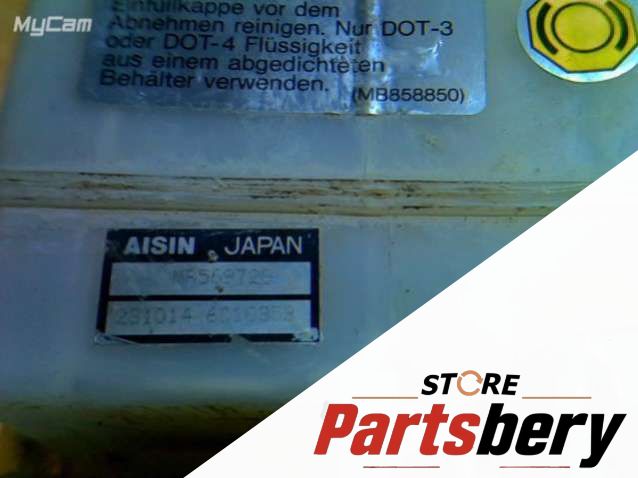 Einfüllkappe vor dem
MyCam
Abnehmen reinigen. Nur DOT-3
oder DOT-4 Flüssigkeit
aus einem abgedichteten
Behälter verwenden.
(MB858850)
AISIN JAPAN
STORE
Partsbery